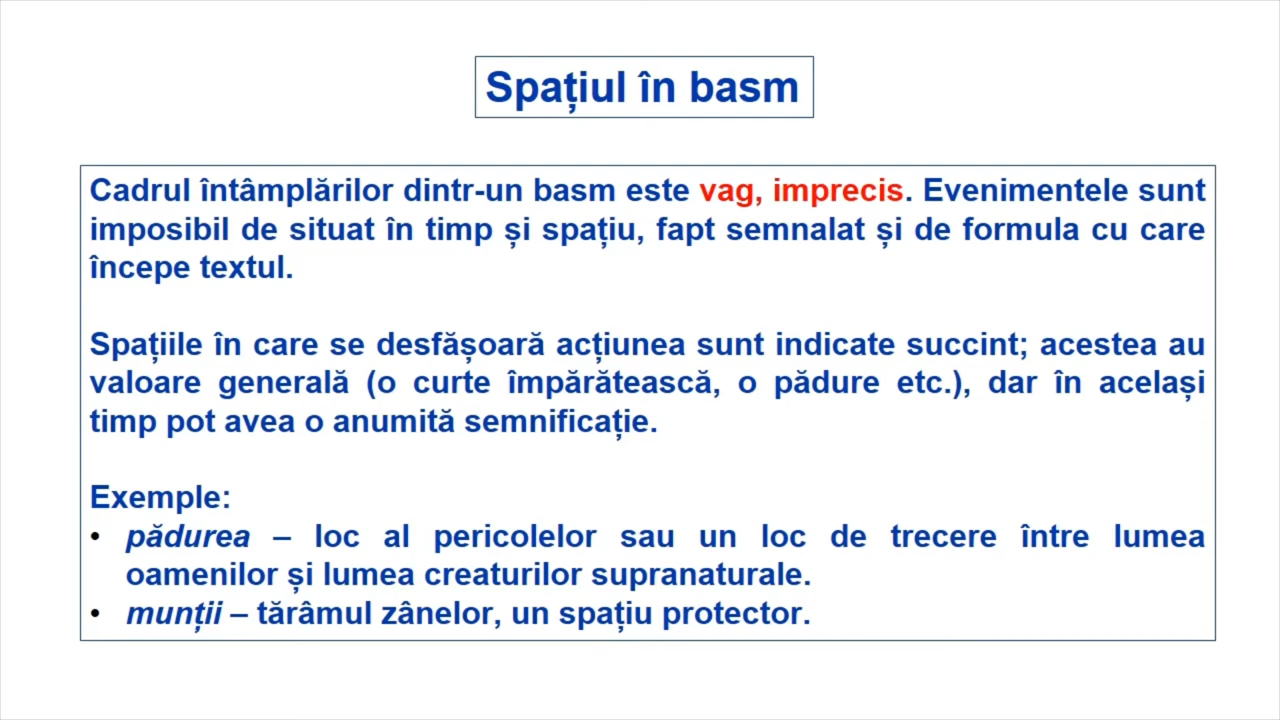 Spațiul în basm
Cadrul întâmplărilor dintr-un basm este vag, imprecis. Evenimentele sunt
imposibil de situat în timp și spațiu, fapt semnalat și de formula cu care
începe textul.
Spațiile în care se desfășoară acțiunea sunt indicate succint; acestea au
valoare generală (o curte împărătească, o pădure etc.), dar în același
timp pot avea o anumită semnificație.
Exemple:
• pădurea – loc al pericolelor sau un loc de trecere între lumea
oamenilor și lumea creaturilor supranaturale.
• munții – tărâmul zânelor, un spațiu protector.